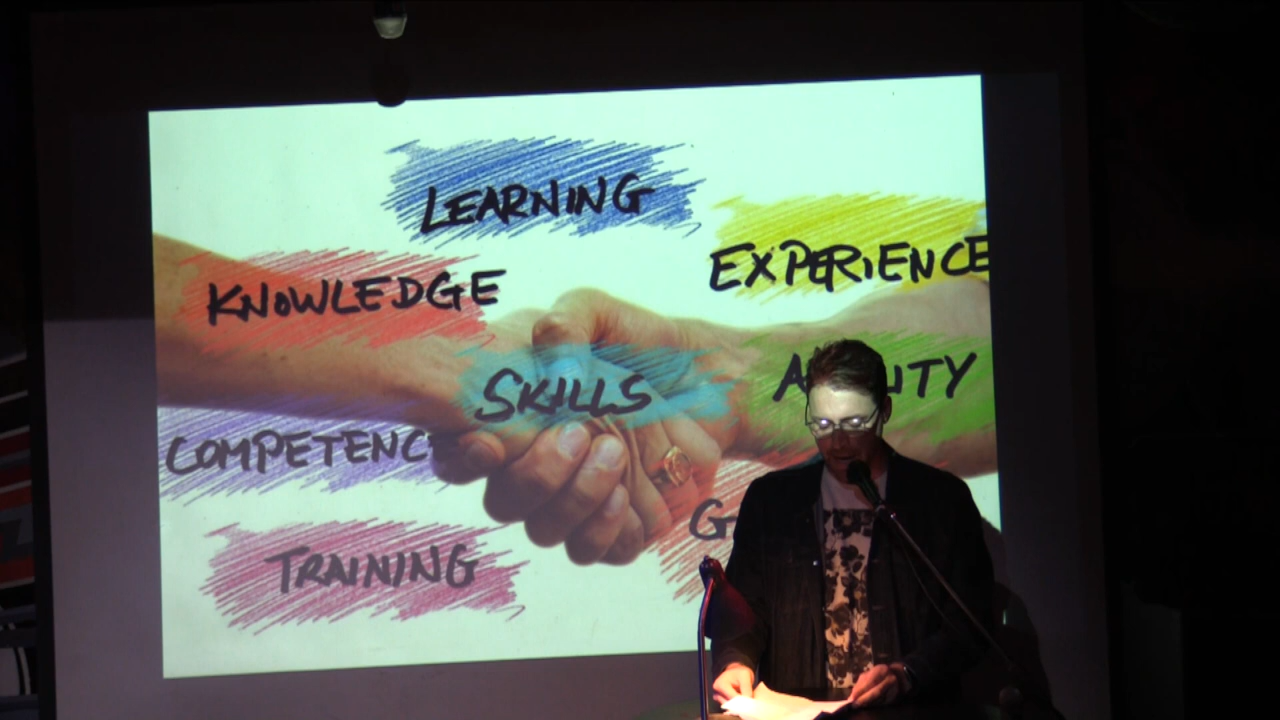 LEARNING
EXPERIENCE
KNOWLEDGE
SKILLS
COMPETENCE
TRAINING